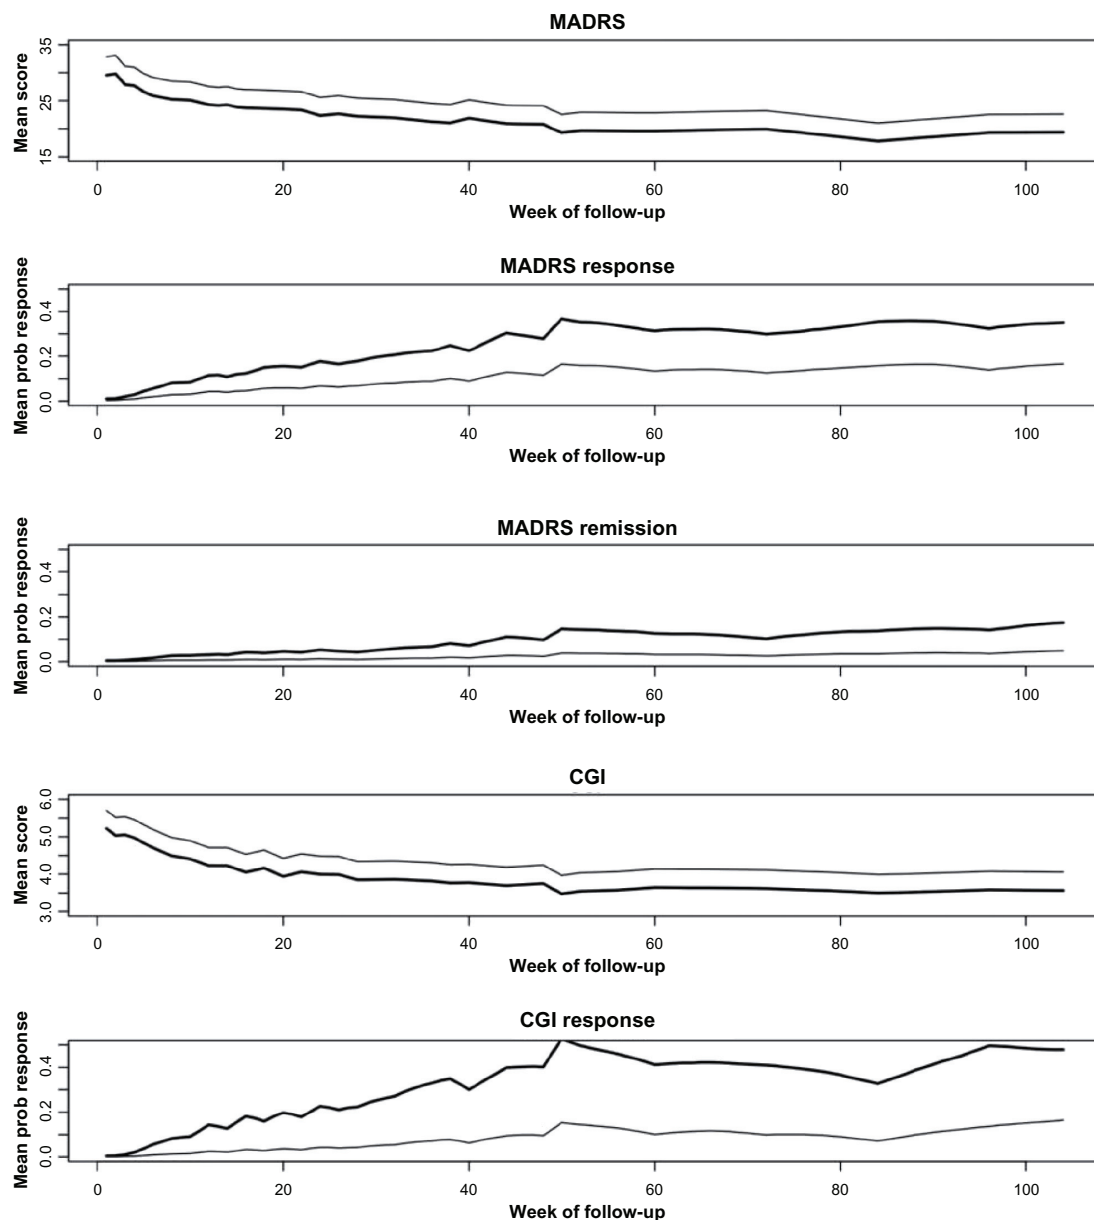 MADRS
Mean score
35
25
15
0 20 40 60 80 100
Week of follow-up
MADRS response
Mean prob response
0.4
0.2
0.0
0 20 40 60 80 100
Week of follow-up
MADRS remission
Mean prob response
0.4
0.2
0.0
0 20 40 60 80 100
Week of follow-up
CGI
Mean score
6.0
5.0
4.0
3.0
0 20 40 60 80 100
Week of follow-up
CGI response
Mean prob response
0.4
0.2
0.0
0 20 40 60 80 100
Week of follow-up